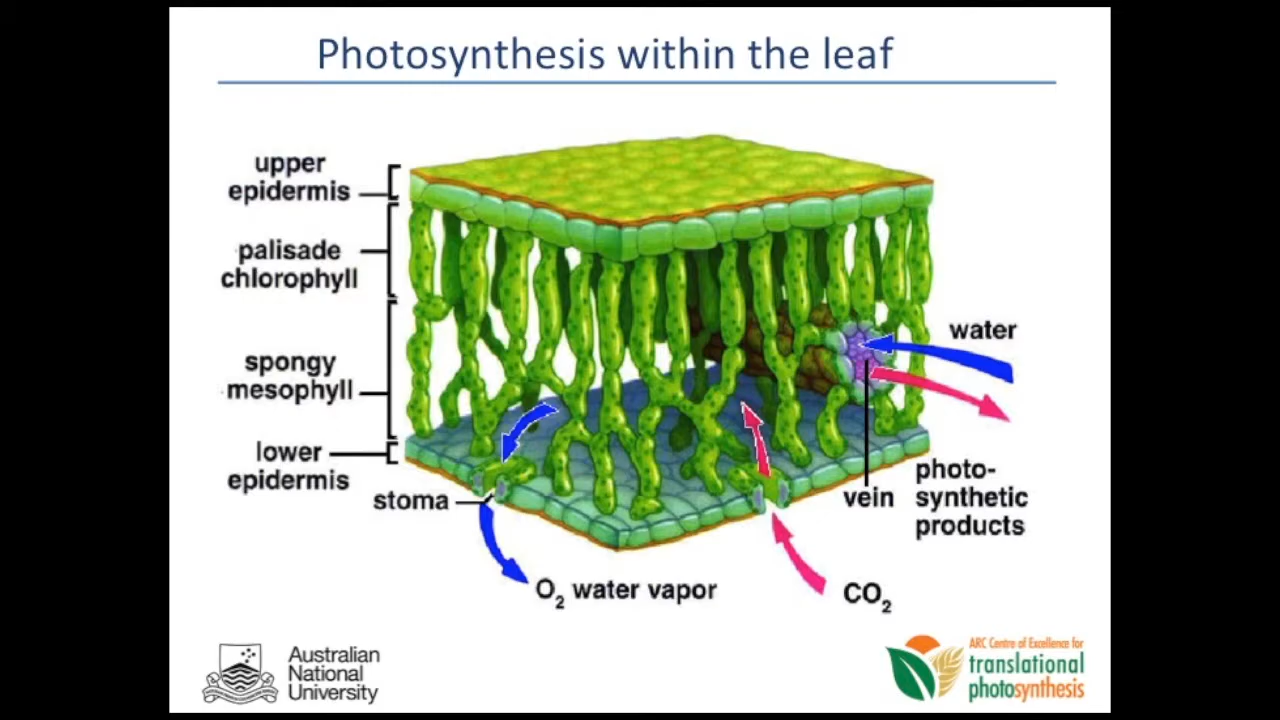 Photosynthesis within the leaf
upper
epidermis
palisade
chlorophyll
spongy
mesophyll
lower
epidermis
stoma
water
vein
photo-
synthetic
products
O₂ water vapor
CO₂
Australian
National
University
ARC Centre of Excellence for
translational
photosynthesis